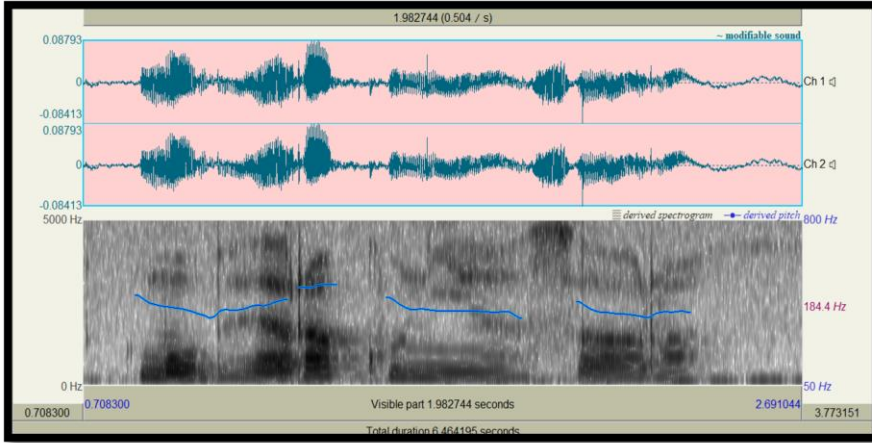 1.982744 (0.504 / s)
0.08793
~ modifiable sound
0
Ch 1
-0.08413
0.08793
0
Ch 2
-0.08413
5000 Hz
derived spectrogram
derived pitch
800 Hz
184.4 Hz
0 Hz
50 Hz
0.708300
Visible part 1.982744 seconds
2.691044
0.708300
3.773151
Total duration 6.464195 seconds